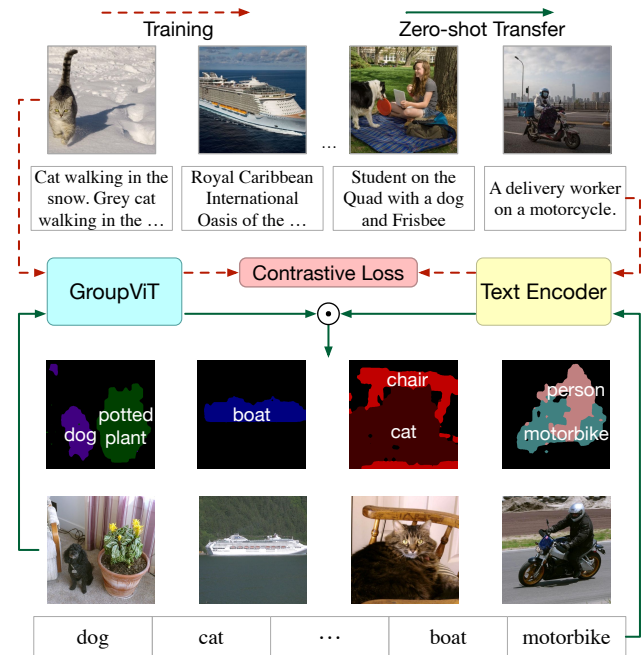 Training
Zero-shot Transfer
...
Cat walking in the
snow. Grey cat
walking in the …
Royal Caribbean
International
Oasis of the …
Student on the
Quad with a dog
and Frisbee
A delivery worker
on a motorcycle.
GroupViT
Contrastive Loss
Text Encoder
dog
potted
plant
boat
chair
cat
person
motorbike
dog
cat
...
boat
motorbike